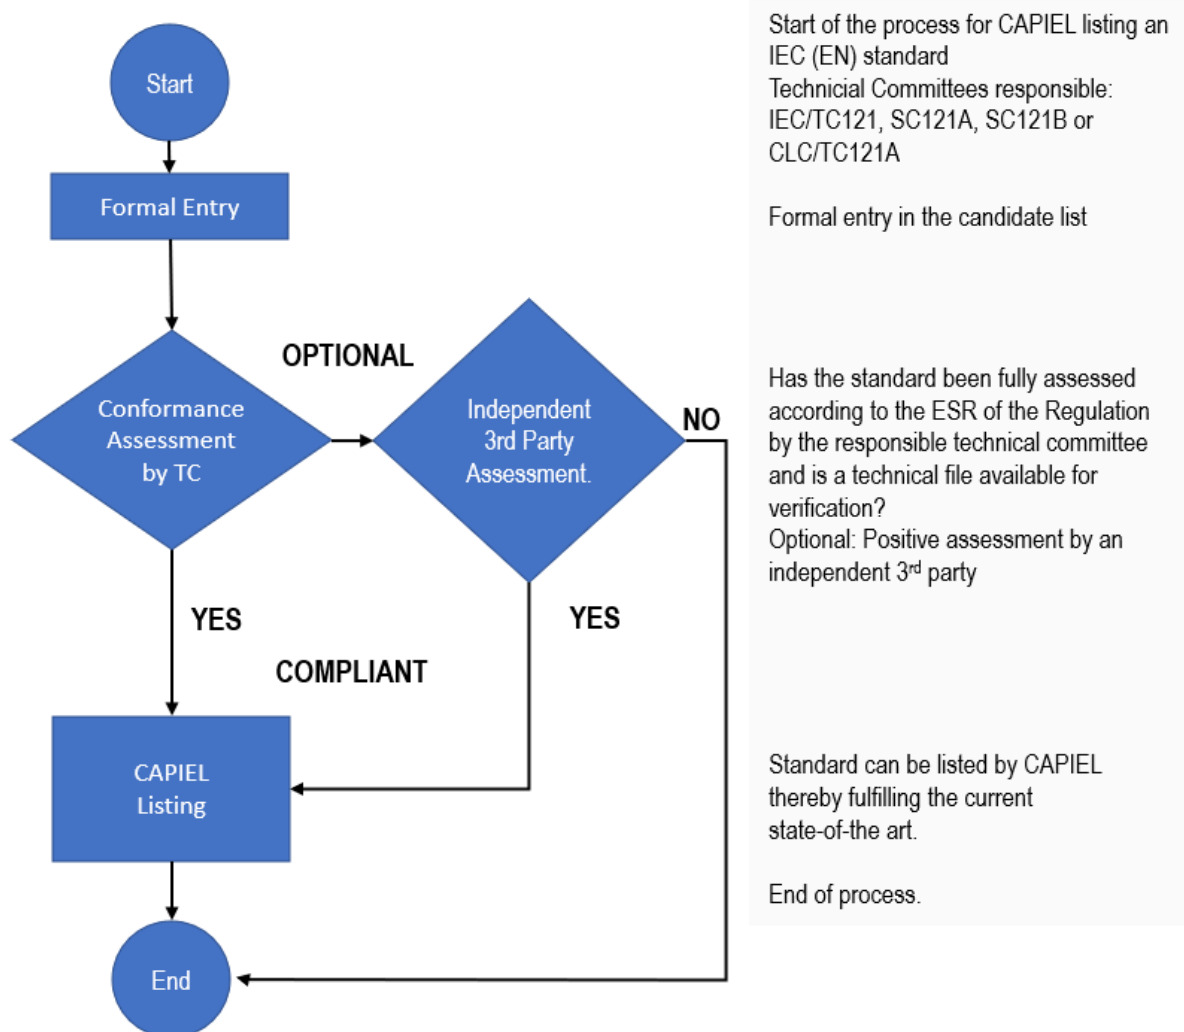 Start
Formal Entry
OPTIONAL
Conformance
Assessment
by TC
Independent
3rd Party
Assessment.
NO
YES
YES
COMPLIANT
CAPIEL
Listing
End
Start of the process for CAPIEL listing an
IEC (EN) standard
Technicial Committees responsible:
IEC/TC121, SC121A, SC121B or
CLC/TC121A
Formal entry in the candidate list
Has the standard been fully assessed
according to the ESR of the Regulation
by the responsible technical committee
and is a technical file available for
verification?
Optional: Positive assessment by an
independent 3rd party
Standard can be listed by CAPIEL
thereby fulfilling the current
state-of-the art.
End of process.